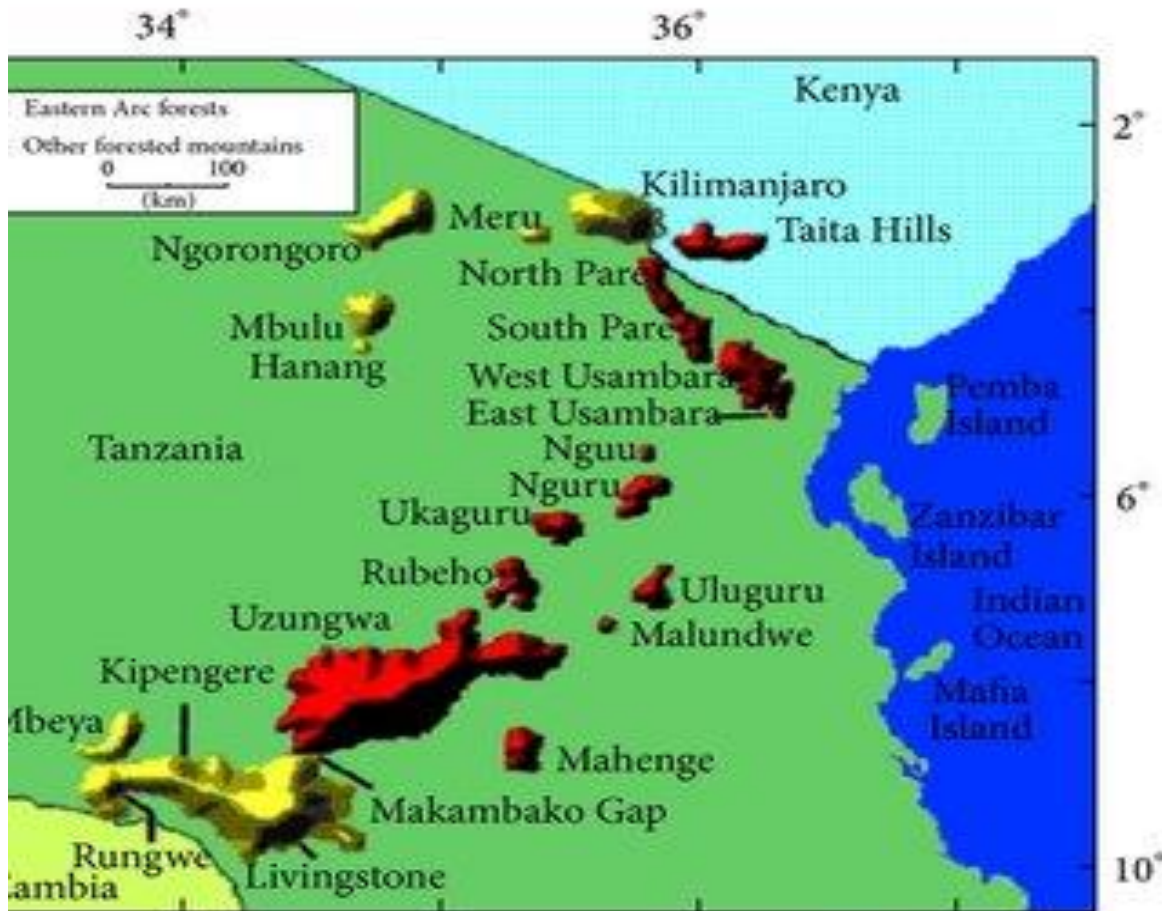 34°
36°
Kenya
2°
Eastern Arc forests
Other forested mountains
0 100
(km)
Kilimanjaro
Meru
Taita Hills
Ngorongoro
North Pare
South Pare
Mbulu
Hanang
West Usambara
East Usambara
Pemba
Island
Tanzania
Nguu
Nguru
6°
Ukaguru
Zanzibar
Island
Rubeho
Uluguru
Indian
Ocean
Uzungwa
Malundwe
Kipengere
Mafia
Island
Mbeya
Mahenge
Makambako Gap
Rungwe
Livingstone
ambia
10°